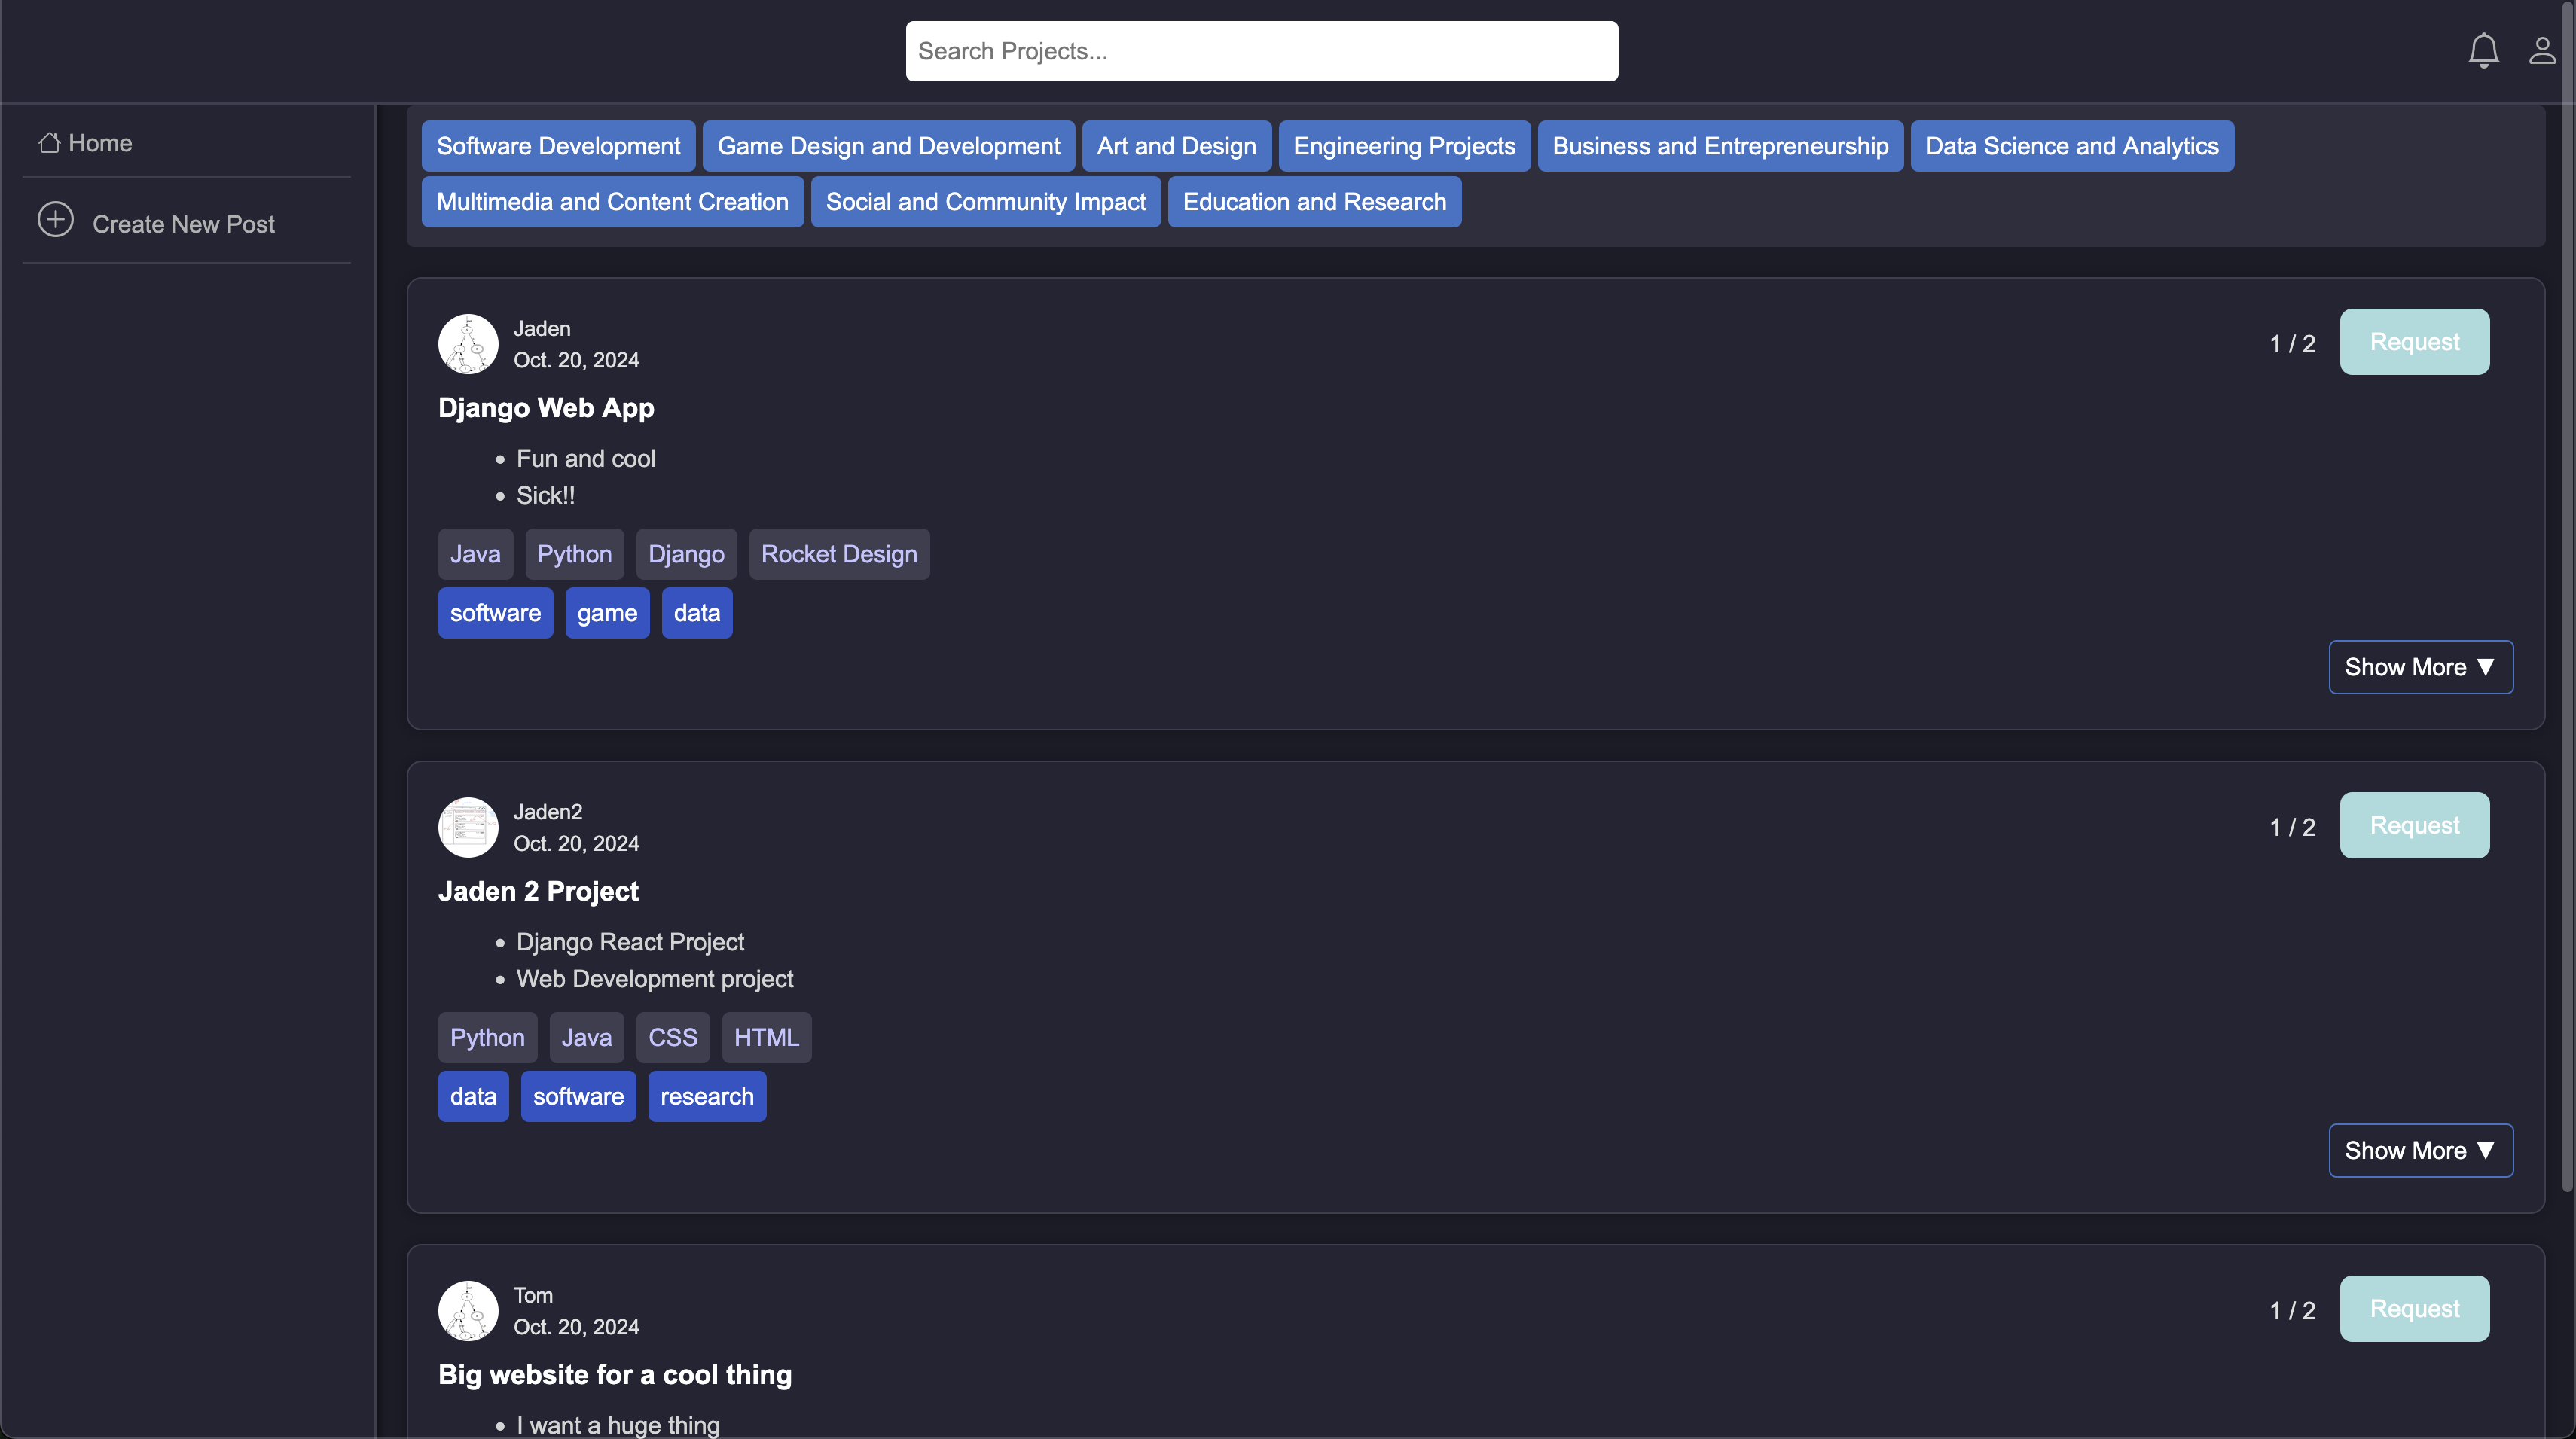 Search Projects...
Home
Create New Post
Software Development Game Design and Development Art and Design Engineering Projects Business and Entrepreneurship Data Science and Analytics
Multimedia and Content Creation Social and Community Impact Education and Research
Jaden
Oct. 20, 2024
1 / 2 Request
Django Web App
• Fun and cool
• Sick!!
Java Python Django Rocket Design
software game data
Show More ▼
Jaden2
Oct. 20, 2024
1 / 2 Request
Jaden 2 Project
• Django React Project
• Web Development project
Python Java CSS HTML
data software research
Show More ▼
Tom
Oct. 20, 2024
1 / 2 Request
Big website for a cool thing
• I want a huge thing